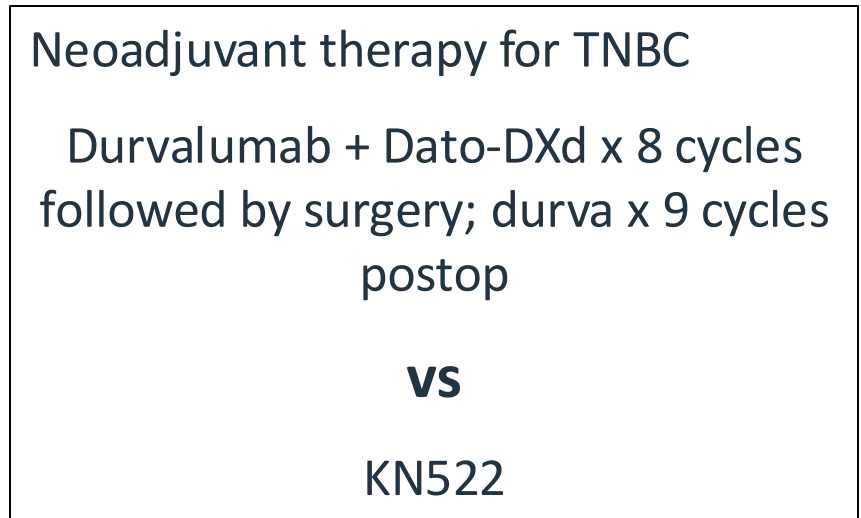 Neoadjuvant therapy for TNBC
Durvalumab + Dato-DXd x 8 cycles
followed by surgery; durva x 9 cycles
postop
vs
KN522